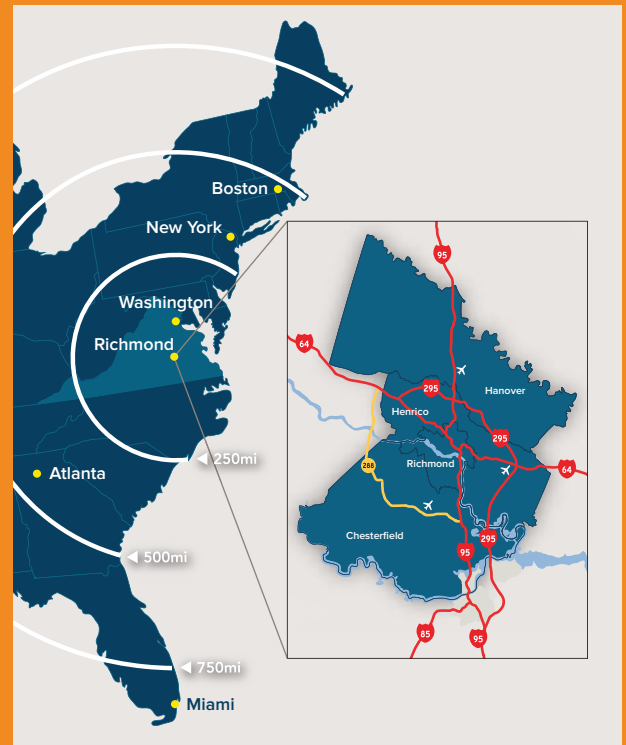 Boston
New York
Washington
Richmond
250mi
Atlanta
500mi
750mi
Miami
95
64
295
Hanover
Henrico
295
Richmond
288
64
Chesterfield
295
95
85
95